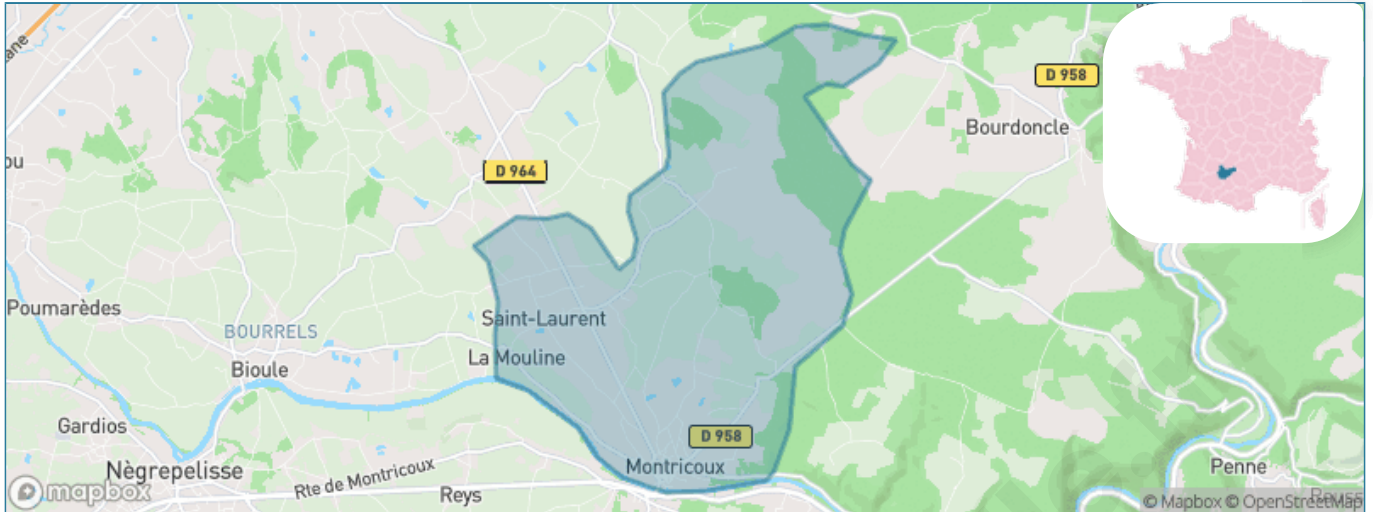 lane
D 958
Bourdoncle
ou
D 964
Poumarèdes
Saint-Laurent
BOURRELS
La Mouline
Bioule
Gardios
D 958
Nègrepelisse
Rte de Montricoux
Montricoux
Penne
Reys
mapbox
© Mapbox © OpenStreetMap